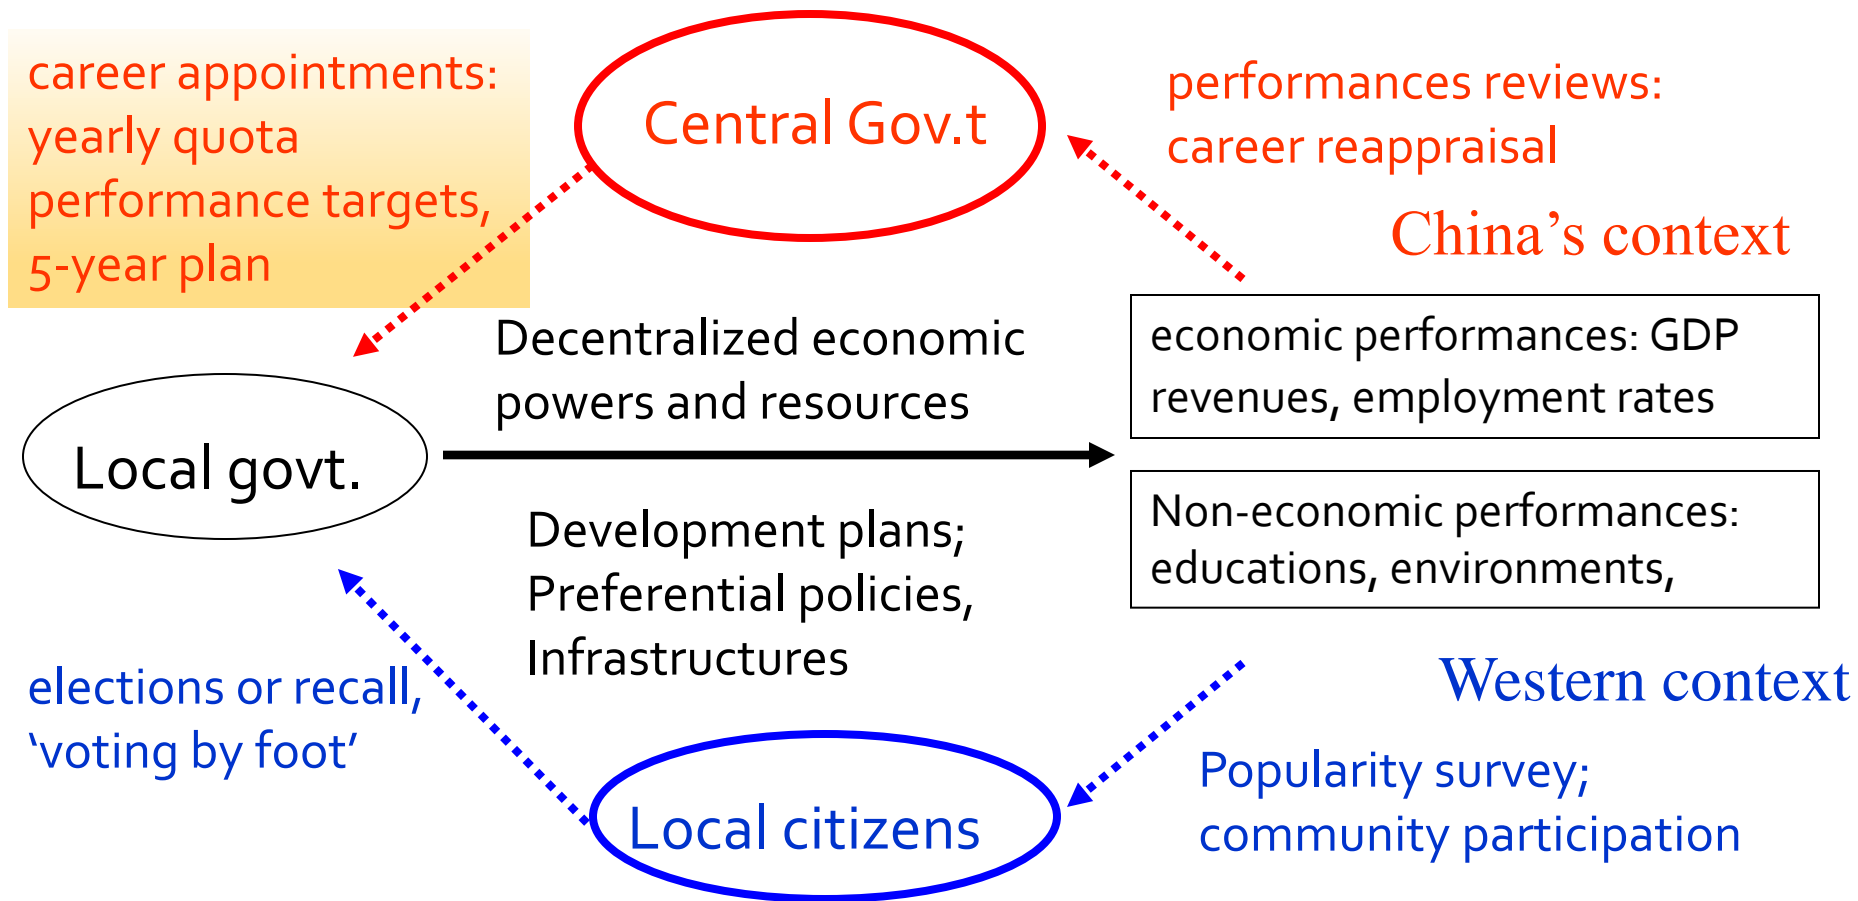 career appointments:
yearly quota
performance targets,
5-year plan
Central Gov.t
performances reviews:
career reappraisal
China’s context
Decentralized economic
powers and resources
economic performances: GDP
revenues, employment rates
Local govt.
Non-economic performances:
educations, environments,
Development plans;
Preferential policies,
Infrastructures
elections or recall,
‘voting by foot’
Western context
Local citizens
Popularity survey;
community participation